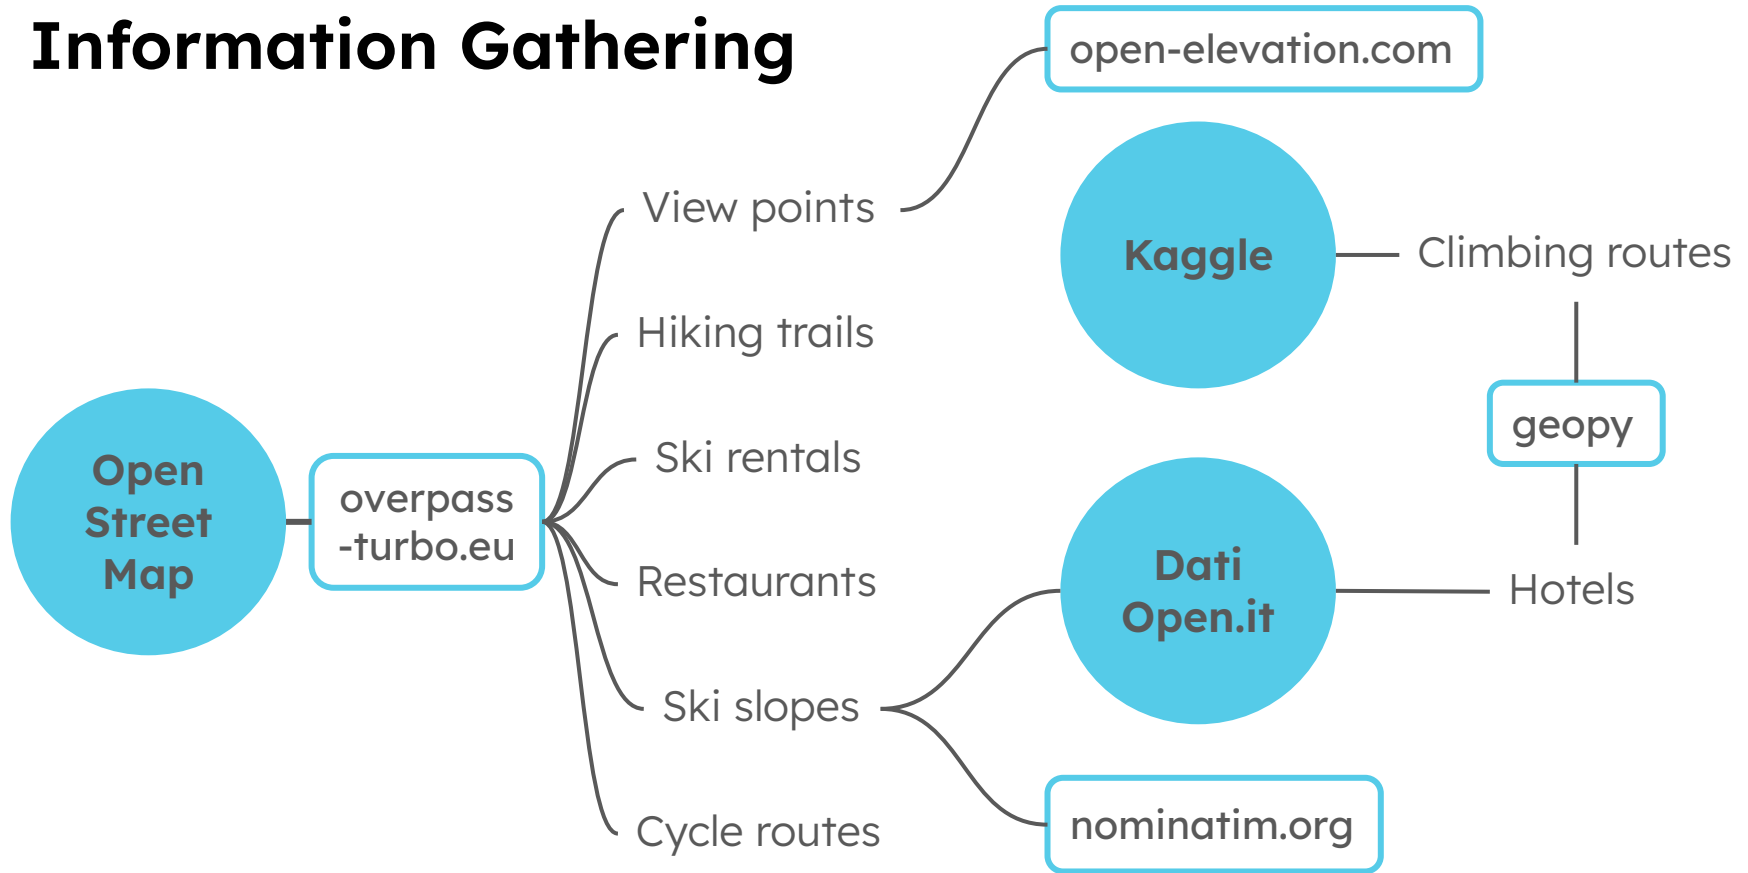 Information Gathering
open-elevation.com
View points
Kaggle
Climbing routes
Hiking trails
geopy
Open
Street
Map
overpass
-turbo.eu
Ski rentals
Restaurants
Dati
Open.it
Hotels
Ski slopes
Cycle routes
nominatim.org